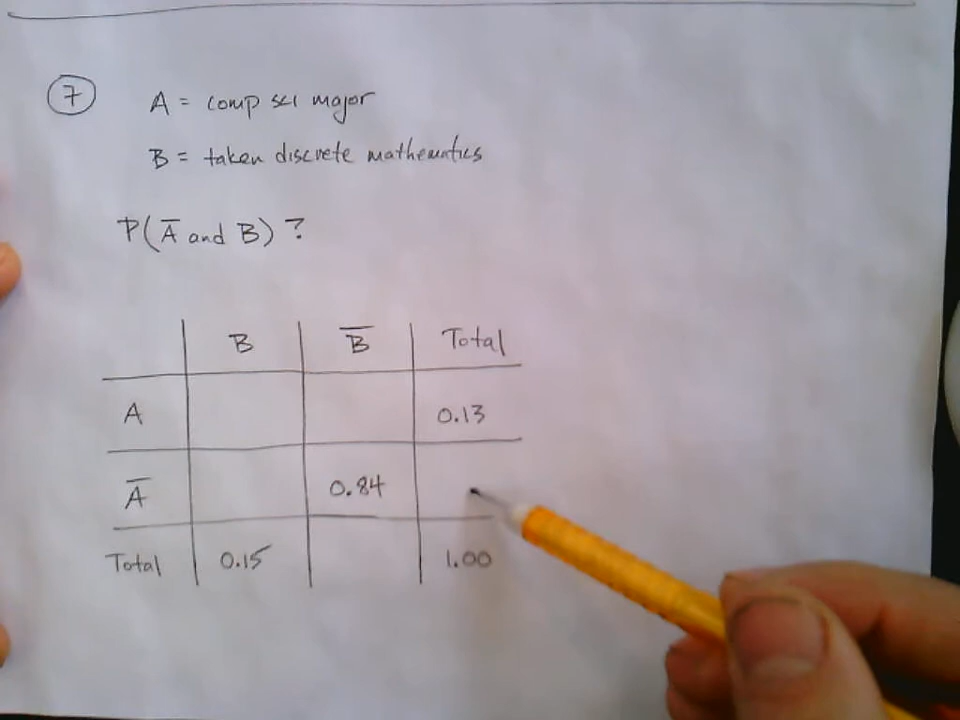 7 A = comp sci major
B = taken discrete mathematics
P(A̅ and B) ?
B B̅ Total
A 0.13
A̅ 0.84
Total 0.15 1.00